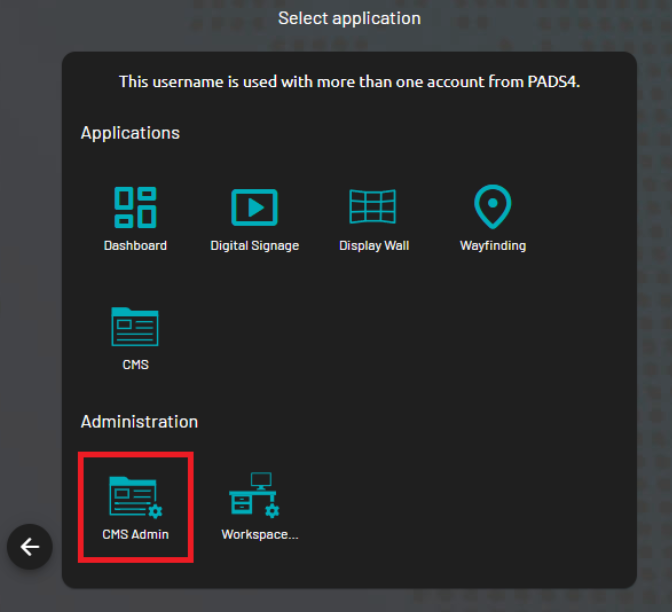 Select application
This username is used with more than one account from PADS4.
Applications
Dashboard
Digital Signage
Display Wall
Wayfinding
CMS
Administration
CMS Admin
Workspace...